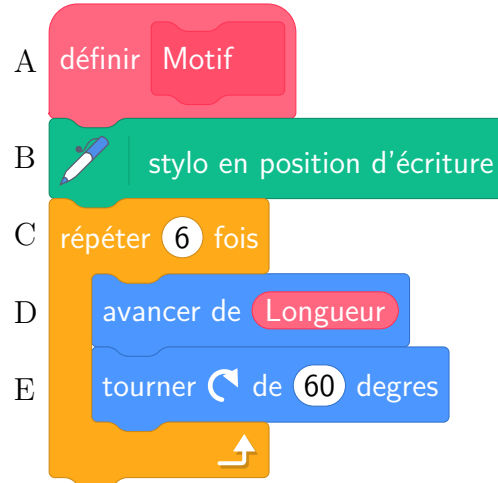 A définir Motif
B stylo en position d'écriture
C répéter 6 fois
D avancer de Longueur
E tourner de 60 degres